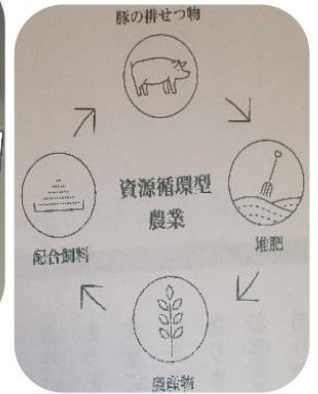 豚の排せつ物
資源循環型
農業
堆肥
配合飼料
農産物